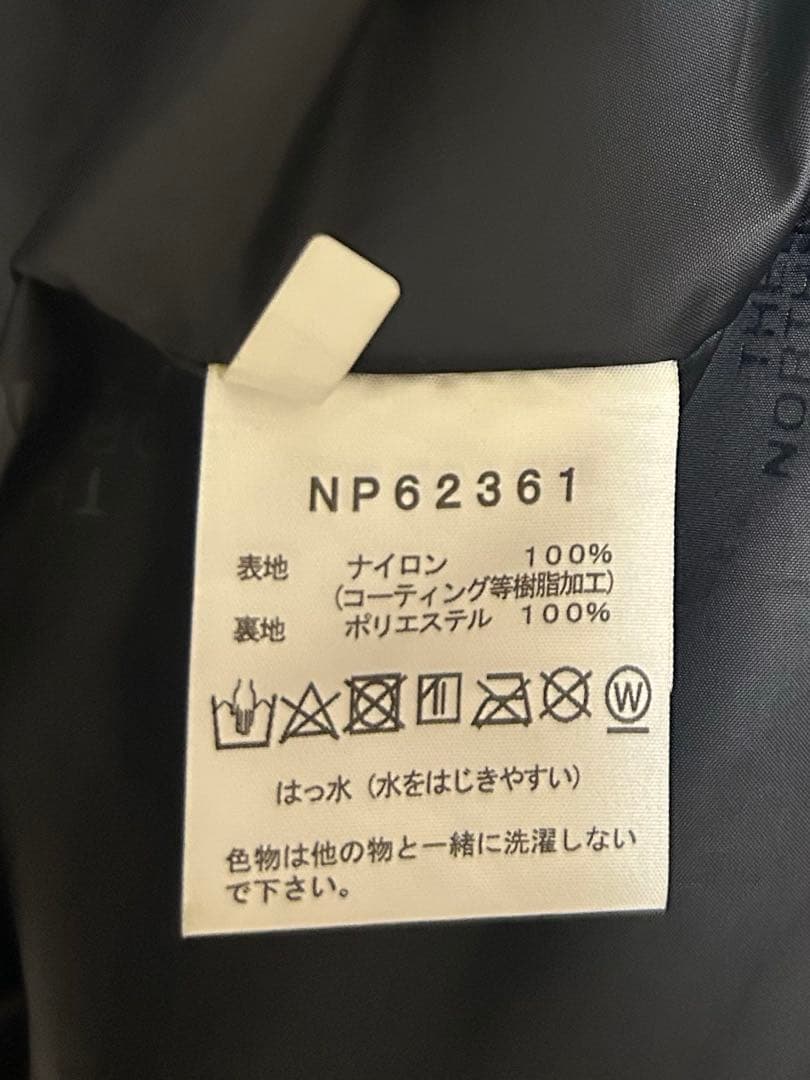 NP62361
表地 ナイロン 100%
(コーティング等樹脂加工)
裏地 ポリエステル 100%
W
はっ水（水をはじきやすい）
色物は他の物と一緒に洗濯しない
で下さい。
THE
NORTH